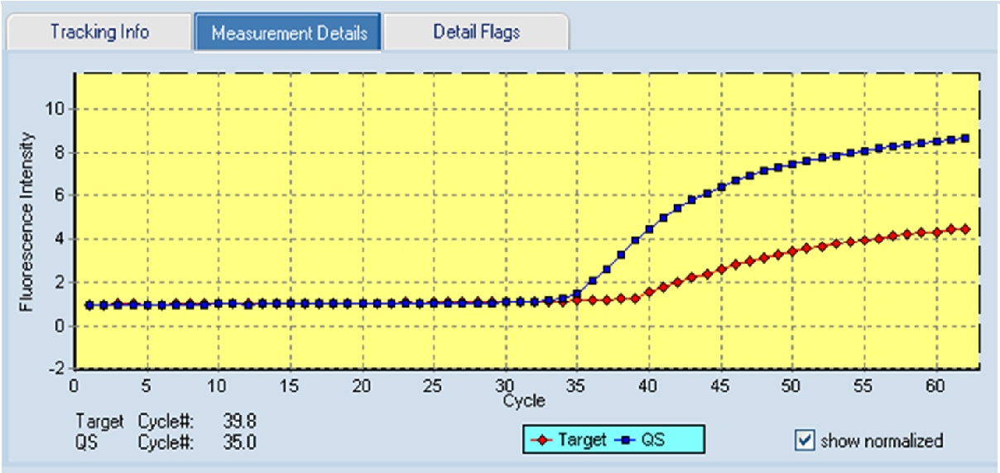 Tracking Info Measurement Details Detail Flags
Fluorescence Intensity
10
8
6
4
2
0
-2
0 5 10 15 20 25 30 35 40 45 50 55 60
Cycle
Target Cycle#: 39.8
QS Cycle#: 35.0
Target QS
show normalized